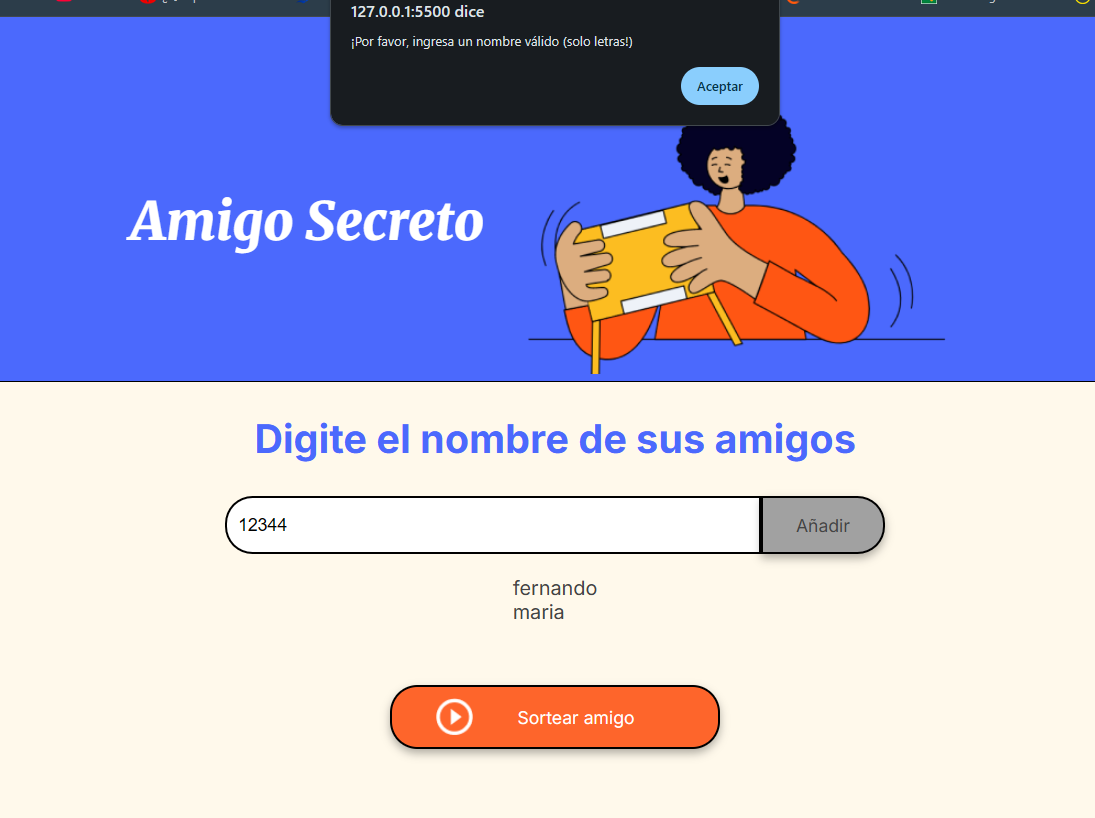 127.0.0.1:5500 dice
¡Por favor, ingresa un nombre válido (solo letras!)
Aceptar
Amigo Secreto
Digite el nombre de sus amigos
12344
Añadir
fernando
maria
Sortear amigo